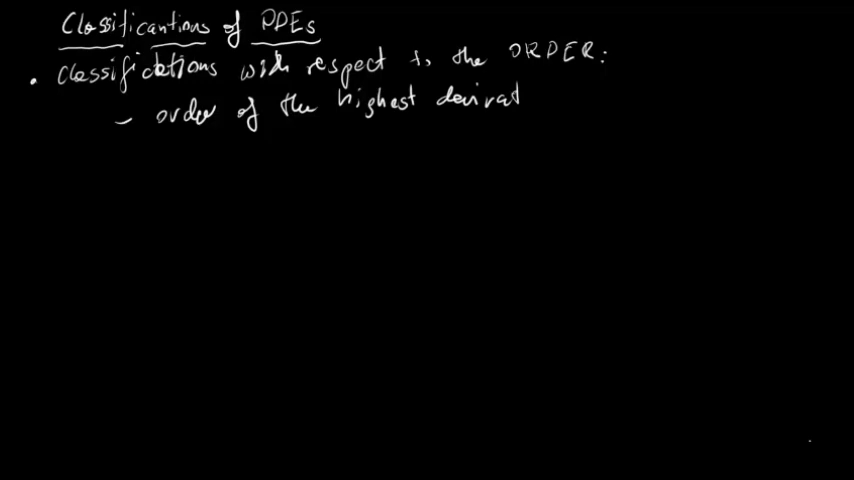 Classificantions of PDEs
• Classifications with respect to the ORDER:
- order of the highest derivat